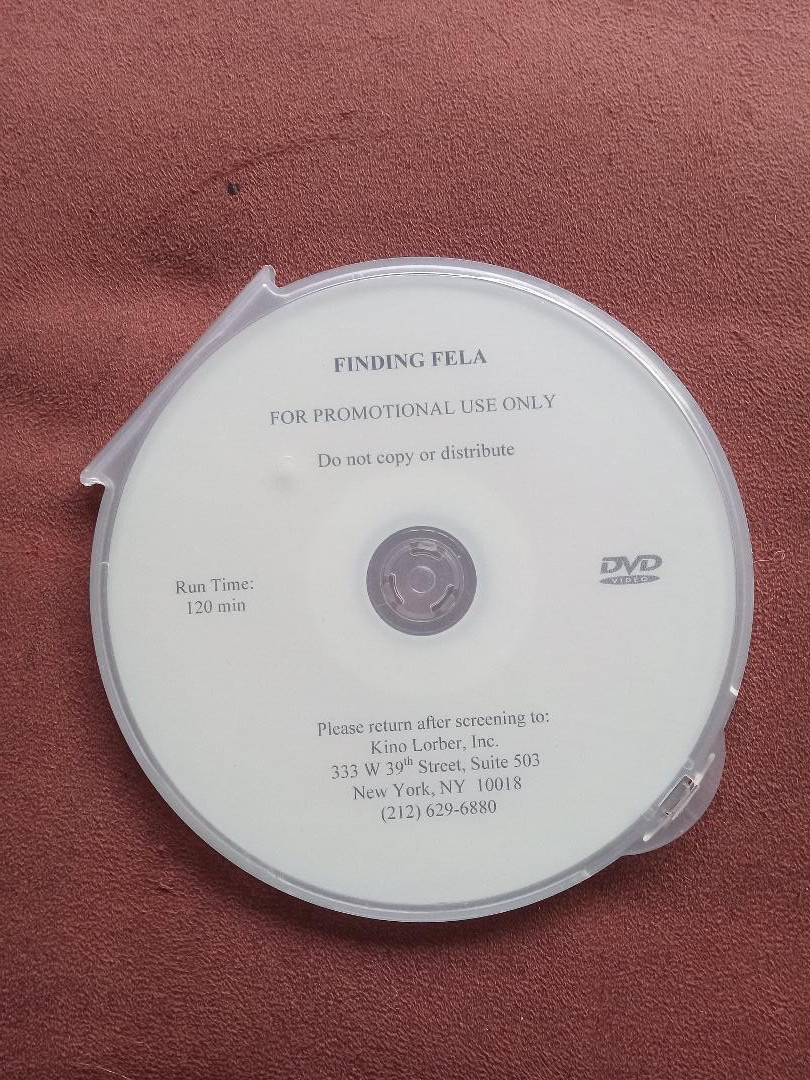 FINDING FELA
FOR PROMOTIONAL USE ONLY
Do not copy or distribute
DVD
VIDEO
Run Time:
120 min
Please return after screening to:
Kino Lorber, Inc.
333 W 39th Street, Suite 503
New York, NY 10018
(212) 629-6880